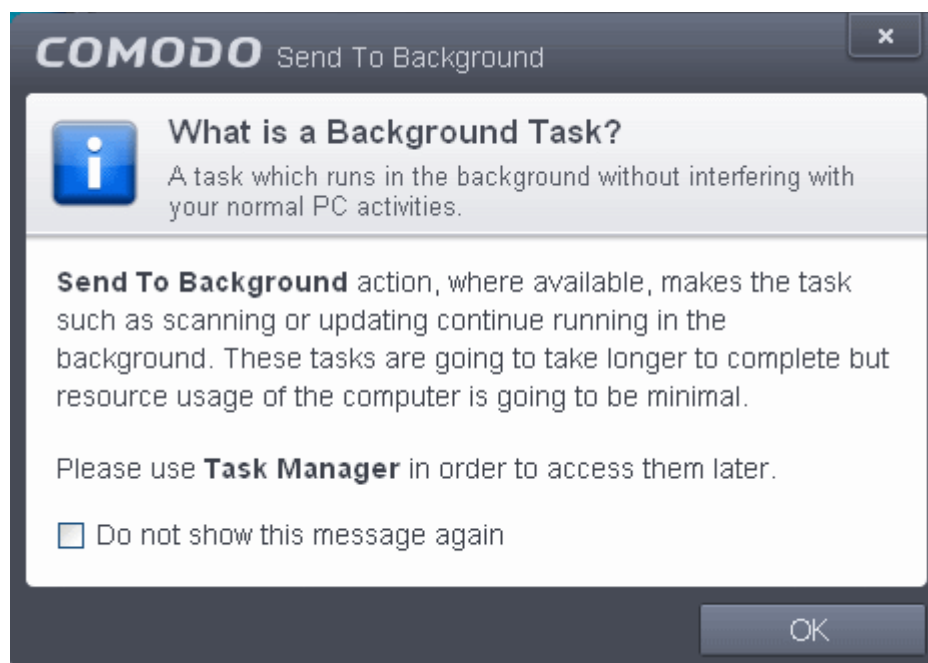 COMODO Send To Background
×
What is a Background Task?
A task which runs in the background without interfering with
your normal PC activities.
Send To Background action, where available, makes the task
such as scanning or updating continue running in the
background. These tasks are going to take longer to complete but
resource usage of the computer is going to be minimal.
Please use Task Manager in order to access them later.
Do not show this message again
OK